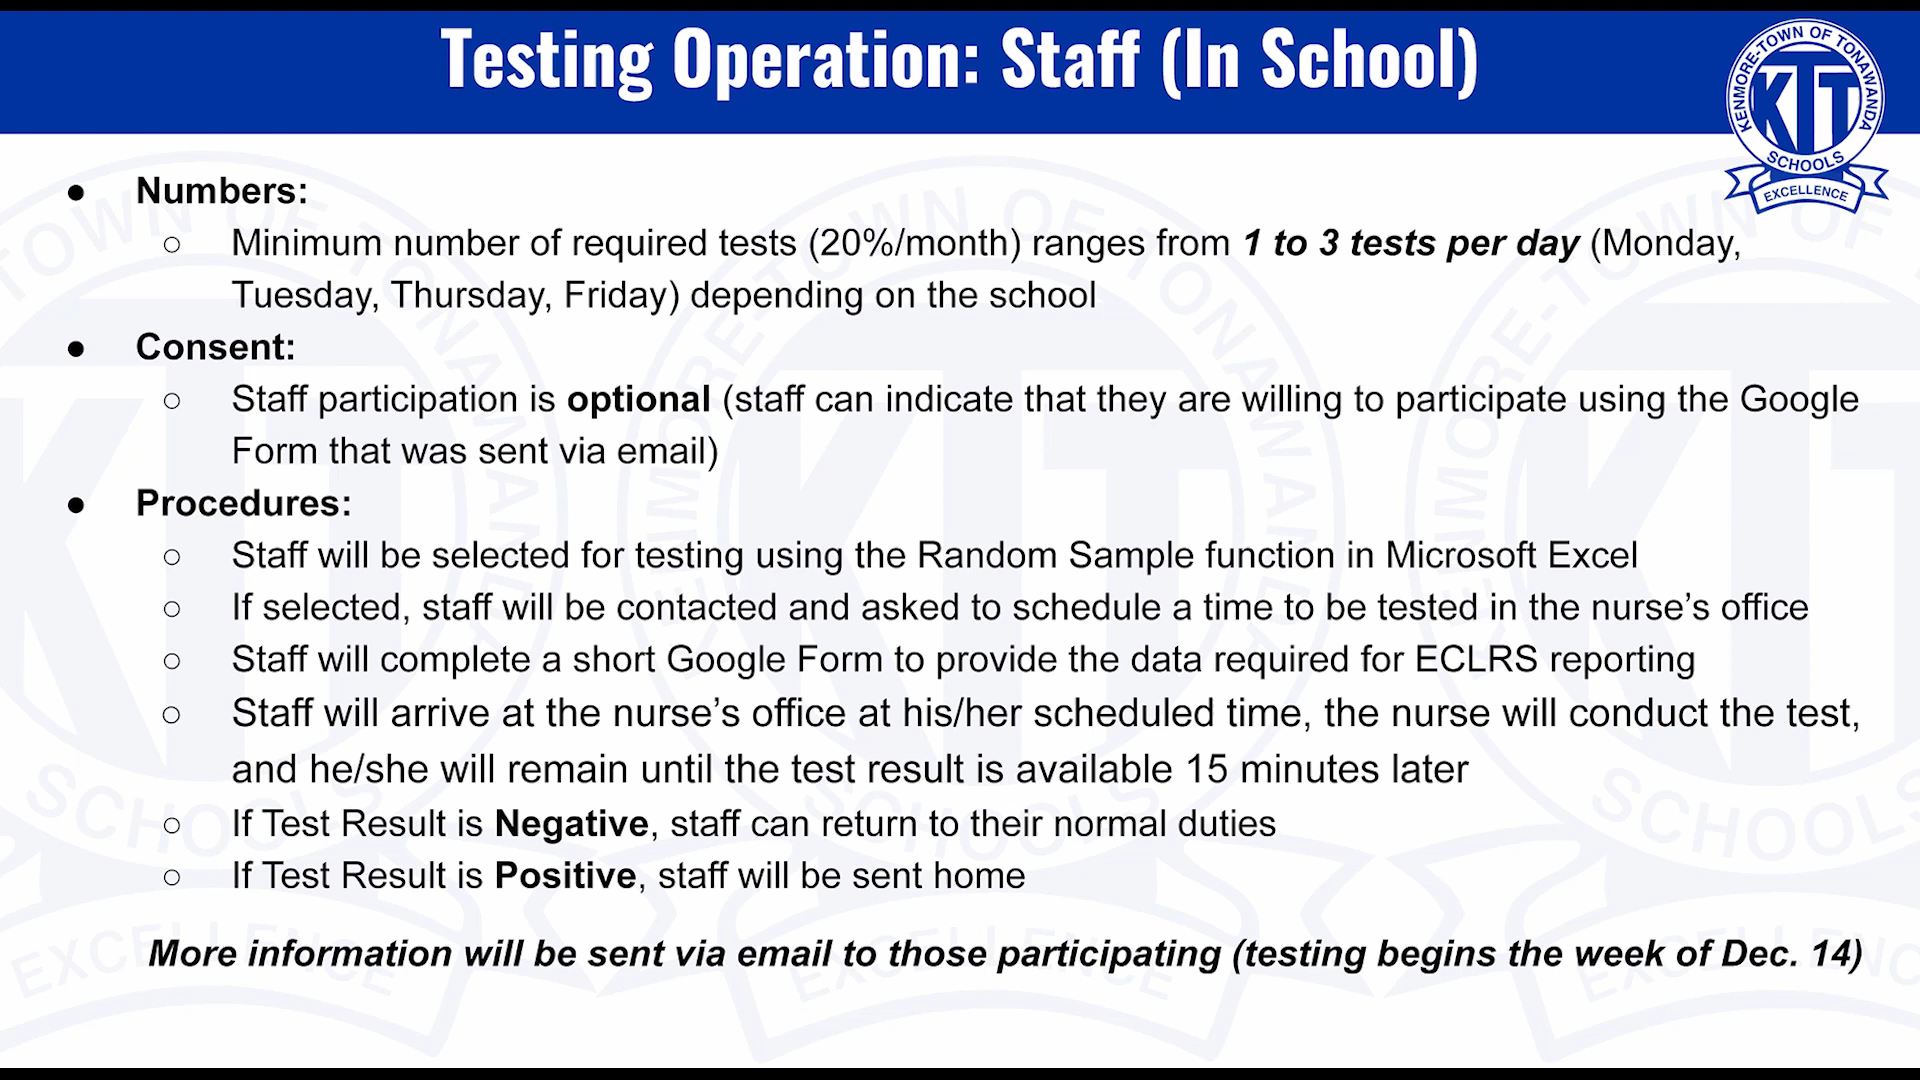 Testing Operation: Staff (In School)
KENMORE-TOWN OF TONAWANDA
KTT
SCHOOLS
EXCELLENCE
● Numbers:
○ Minimum number of required tests (20%/month) ranges from 1 to 3 tests per day (Monday,
Tuesday, Thursday, Friday) depending on the school
● Consent:
○ Staff participation is optional (staff can indicate that they are willing to participate using the Google
Form that was sent via email)
● Procedures:
○ Staff will be selected for testing using the Random Sample function in Microsoft Excel
○ If selected, staff will be contacted and asked to schedule a time to be tested in the nurse’s office
○ Staff will complete a short Google Form to provide the data required for ECLRS reporting
○ Staff will arrive at the nurse’s office at his/her scheduled time, the nurse will conduct the test,
and he/she will remain until the test result is available 15 minutes later
○ If Test Result is Negative, staff can return to their normal duties
○ If Test Result is Positive, staff will be sent home
More information will be sent via email to those participating (testing begins the week of Dec. 14)